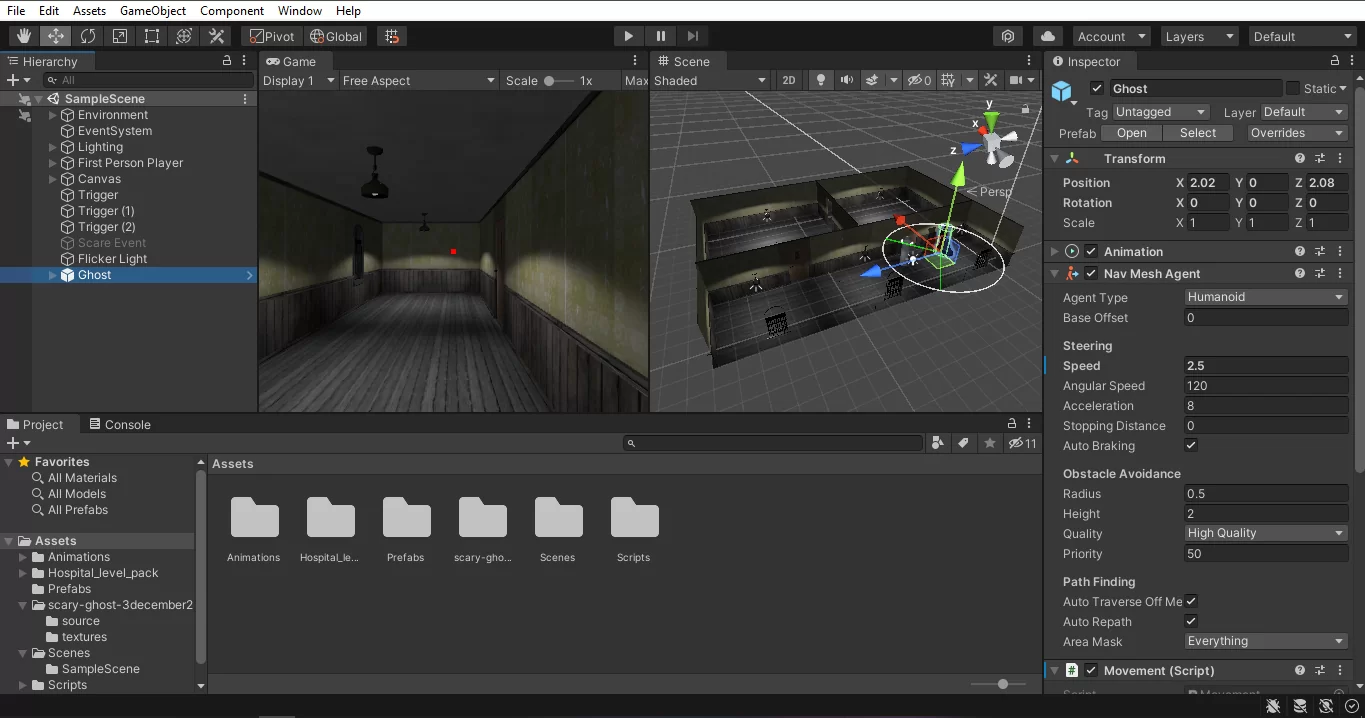 File Edit Assets GameObject Component Window Help
Pivot Global Account Layers Default
Hierarchy
All
SampleScene
Environment
EventSystem
Lighting
First Person Player
Canvas
Trigger
Trigger (1)
Trigger (2)
Scare Event
Flicker Light
Ghost
Game
Display 1 Free Aspect Scale 1x Max
Scene
Shaded 2D 0
y
x
z
Persp
Inspector
Ghost Static
Tag Untagged Layer Default
Prefab Open Select Overrides
Transform
Position X 2.02 Y 0 Z 2.08
Rotation X 0 Y 0 Z 0
Scale X 1 Y 1 Z 1
Animation
Nav Mesh Agent
Agent Type Humanoid
Base Offset 0
Steering
Speed 2.5
Angular Speed 120
Acceleration 8
Stopping Distance 0
Auto Braking
Obstacle Avoidance
Radius 0.5
Height 2
Quality High Quality
Priority 50
Path Finding
Auto Traverse Off Me
Auto Repath
Area Mask Everything
# Movement (Script)
Script Movement
Project Console
11
Favorites
All Materials
All Models
All Prefabs
Assets
Animations
Hospital_level_pack
Prefabs
scary-ghost-3december2
source
textures
Scenes
SampleScene
Scripts
Assets
Animations Hospital_le... Prefabs scary-gho... Scenes Scripts